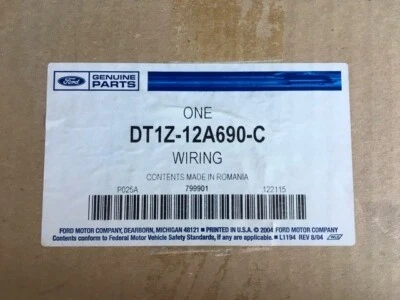 Ford
GENUINE
PARTS
ONE
DT1Z-12A690-C
WIRING
CONTENTS MADE IN ROMANIA
P025A 799901 122115
FORD MOTOR COMPANY, DEARBORN, MICHIGAN 48121 ■ PRINTED IN U.S.A. © 2004 FORD MOTOR COMPANY
Contents conform to Federal Motor Vehicle Safety Standards, if any are applicable. ■ L1194 REV 8/04